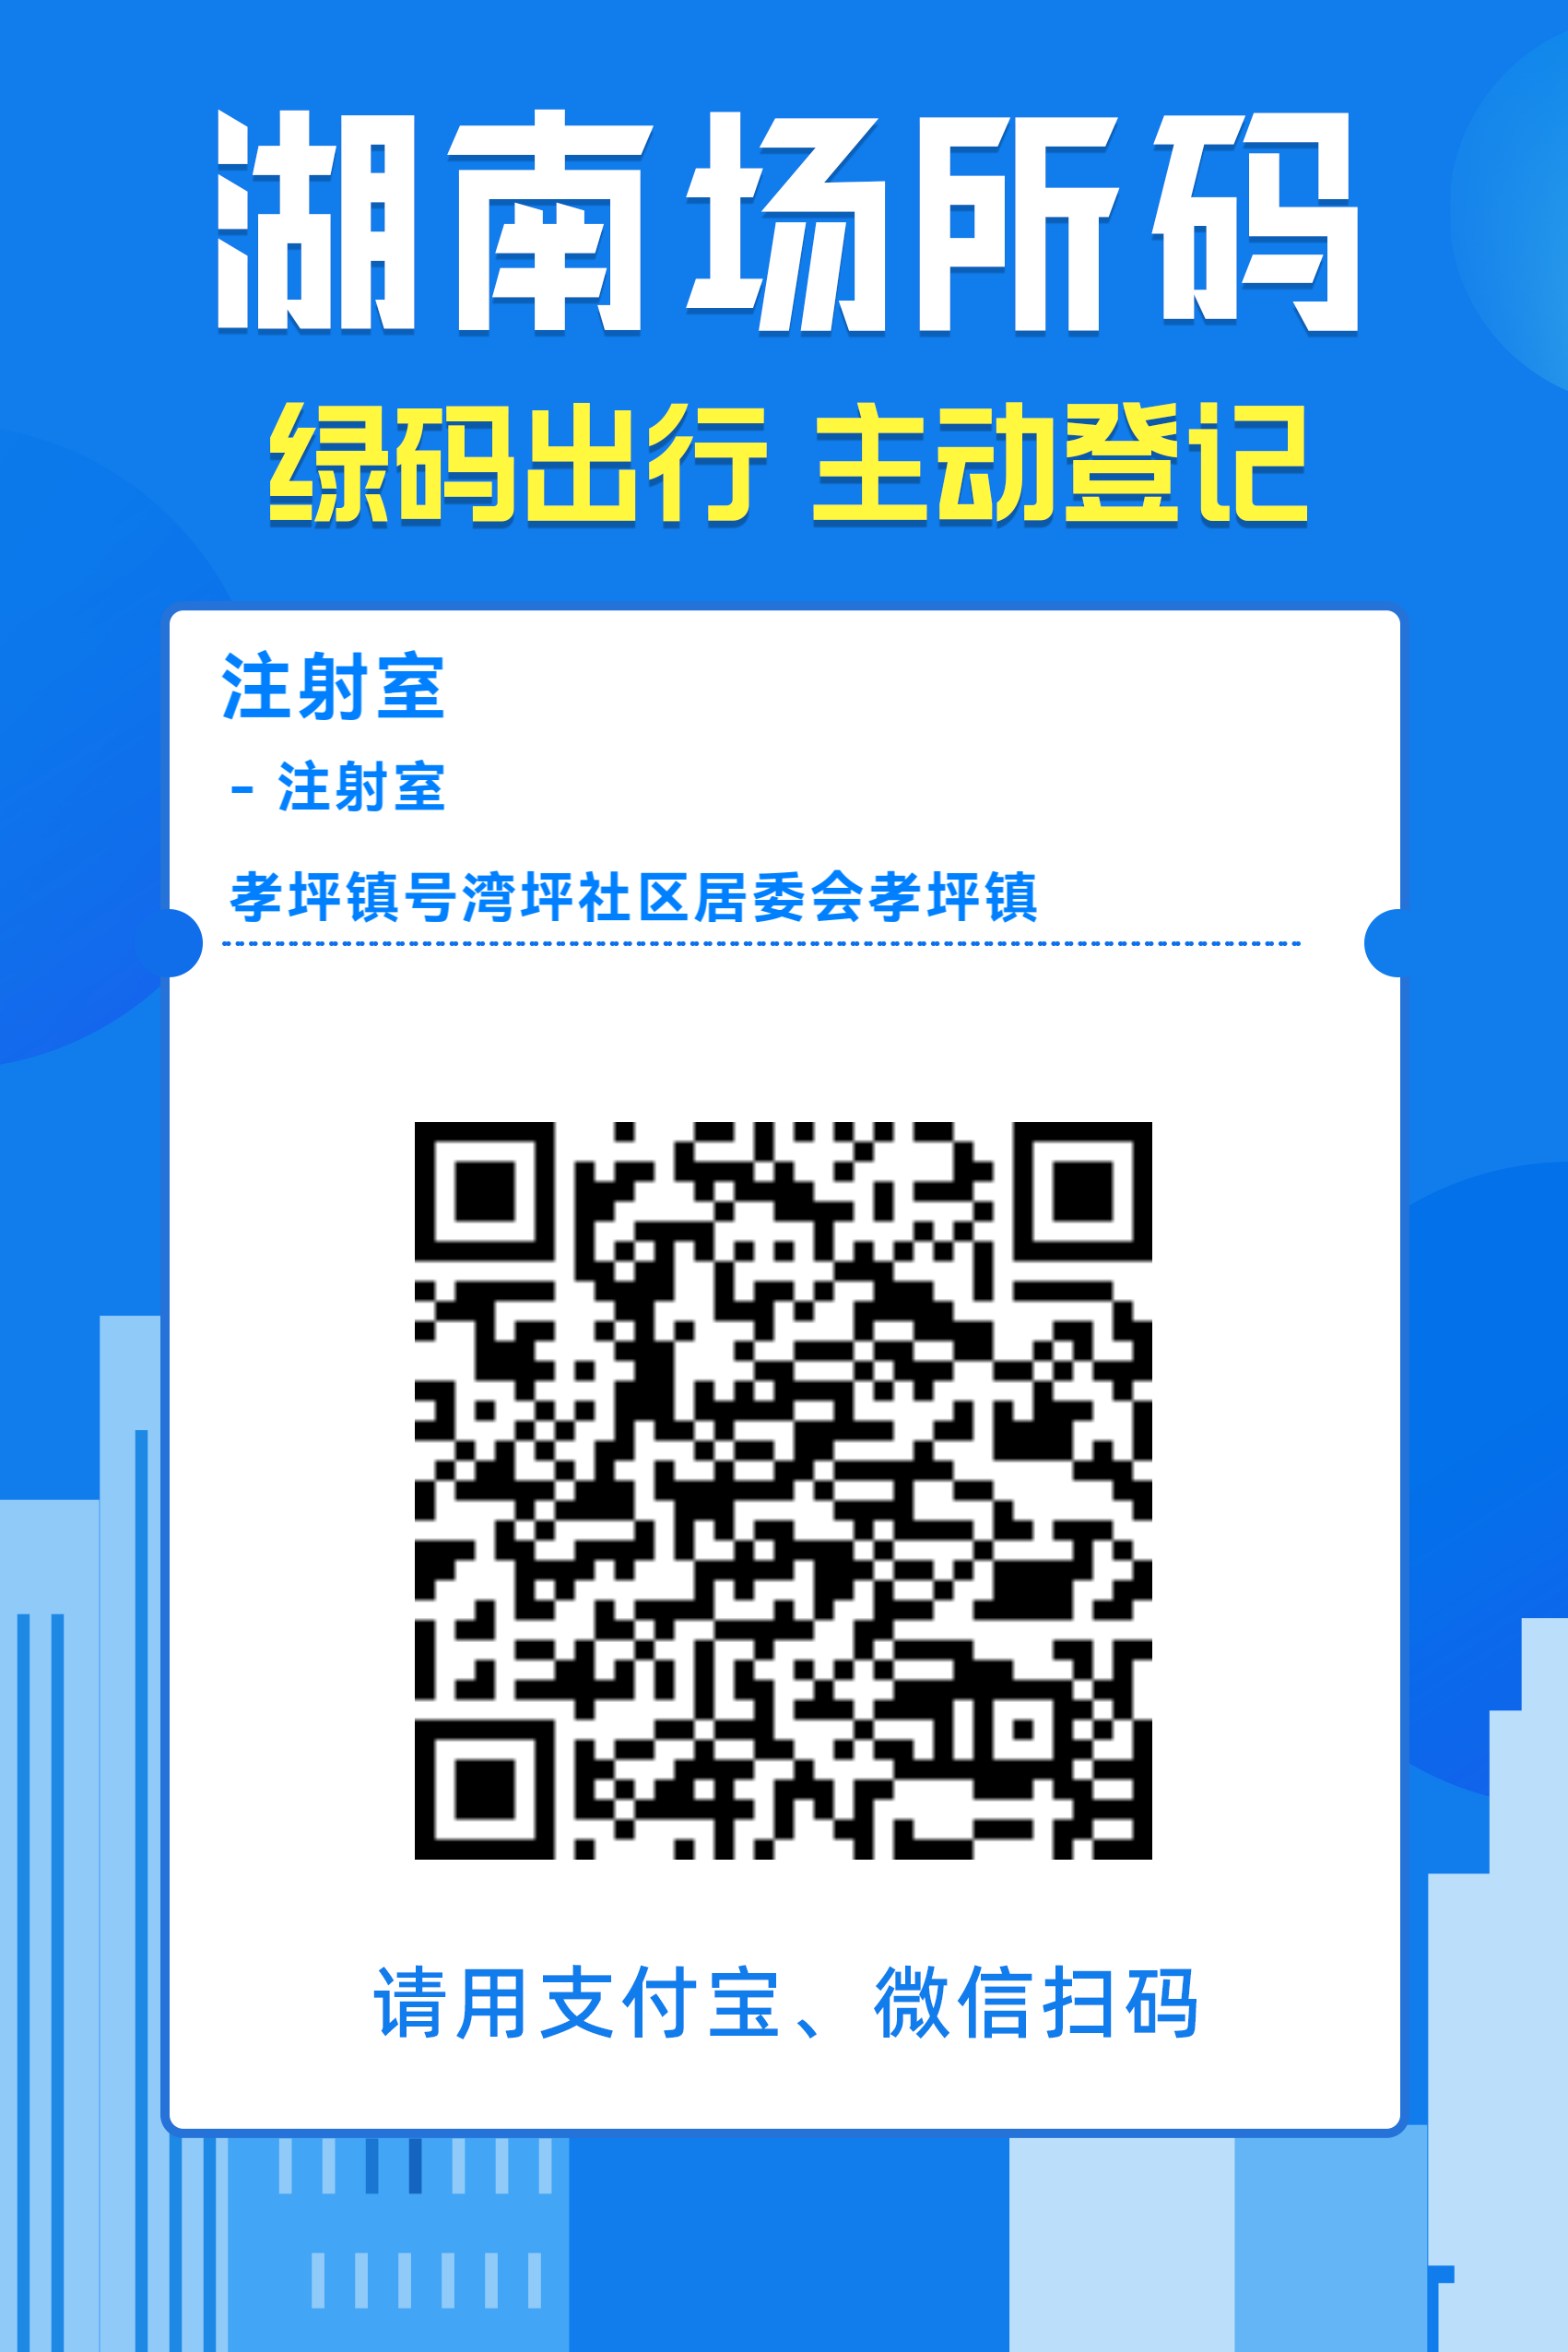 湖南场所码
绿码出行 主动登记
注射室
- 注射室
孝坪镇号湾坪社区居委会孝坪镇
请用支付宝、微信扫码